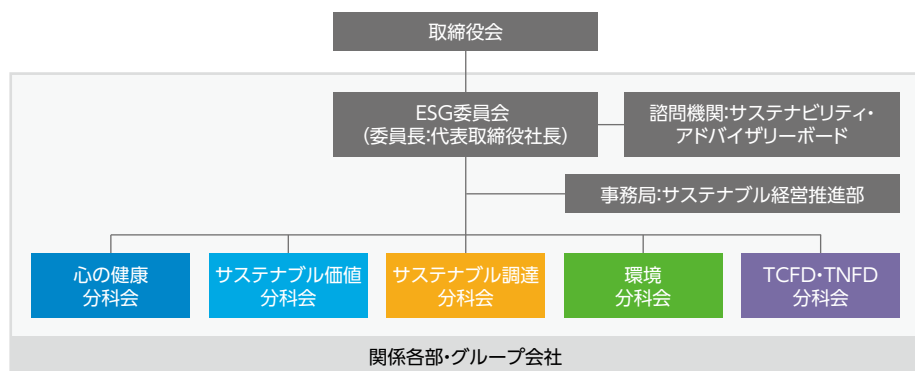 取締役会
ESG委員会
(委員長:代表取締役社長)
諮問機関:サステナビリティ・
アドバイザリーボード
事務局:サステナブル経営推進部
心の健康
分科会
サステナブル価値
分科会
サステナブル調達
分科会
環境
分科会
TCFD・TNFD
分科会
関係各部・グループ会社